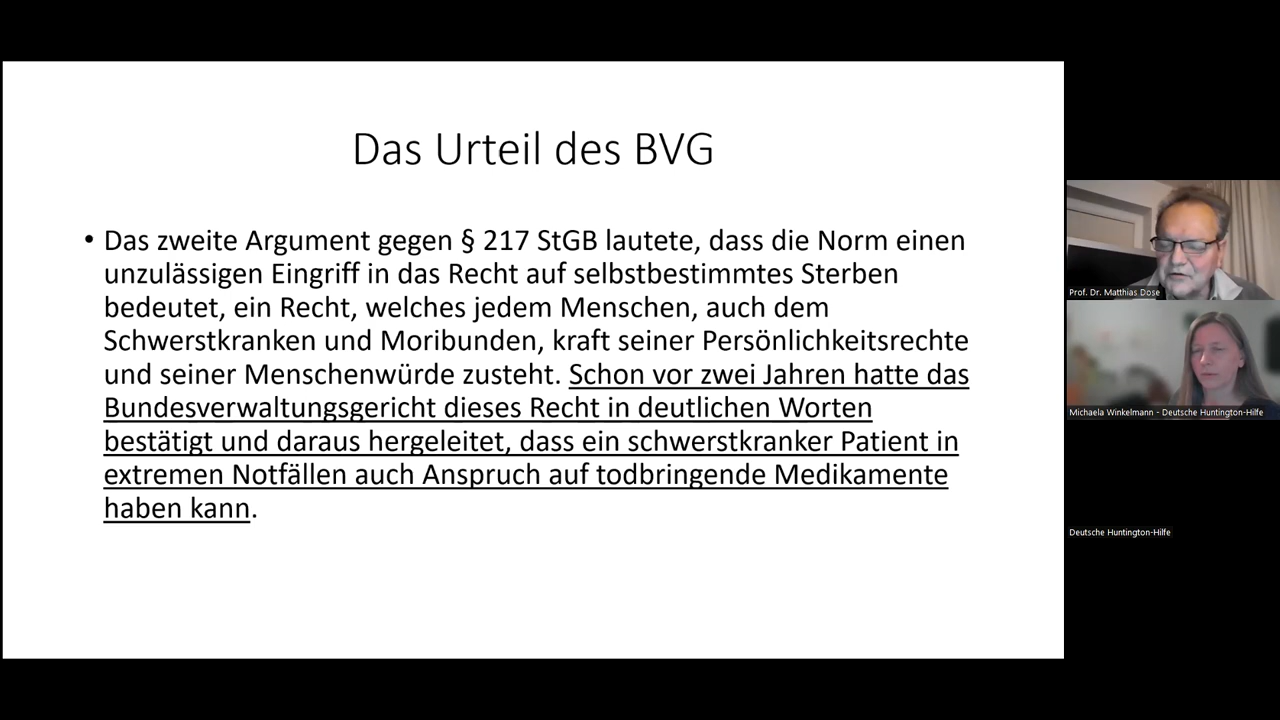 Das Urteil des BVG
• Das zweite Argument gegen § 217 StGB lautete, dass die Norm einen
unzulässigen Eingriff in das Recht auf selbstbestimmtes Sterben
bedeutet, ein Recht, welches jedem Menschen, auch dem
Schwerstkranken und Moribunden, kraft seiner Persönlichkeitsrechte
und seiner Menschenwürde zusteht. Schon vor zwei Jahren hatte das
Bundesverwaltungsgericht dieses Recht in deutlichen Worten
bestätigt und daraus hergeleitet, dass ein schwerstkranker Patient in
extremen Notfällen auch Anspruch auf todbringende Medikamente
haben kann.
Prof. Dr. Matthias Dose
Michaela Winkelmann - Deutsche Huntington-Hilfe
Deutsche Huntington-Hilfe